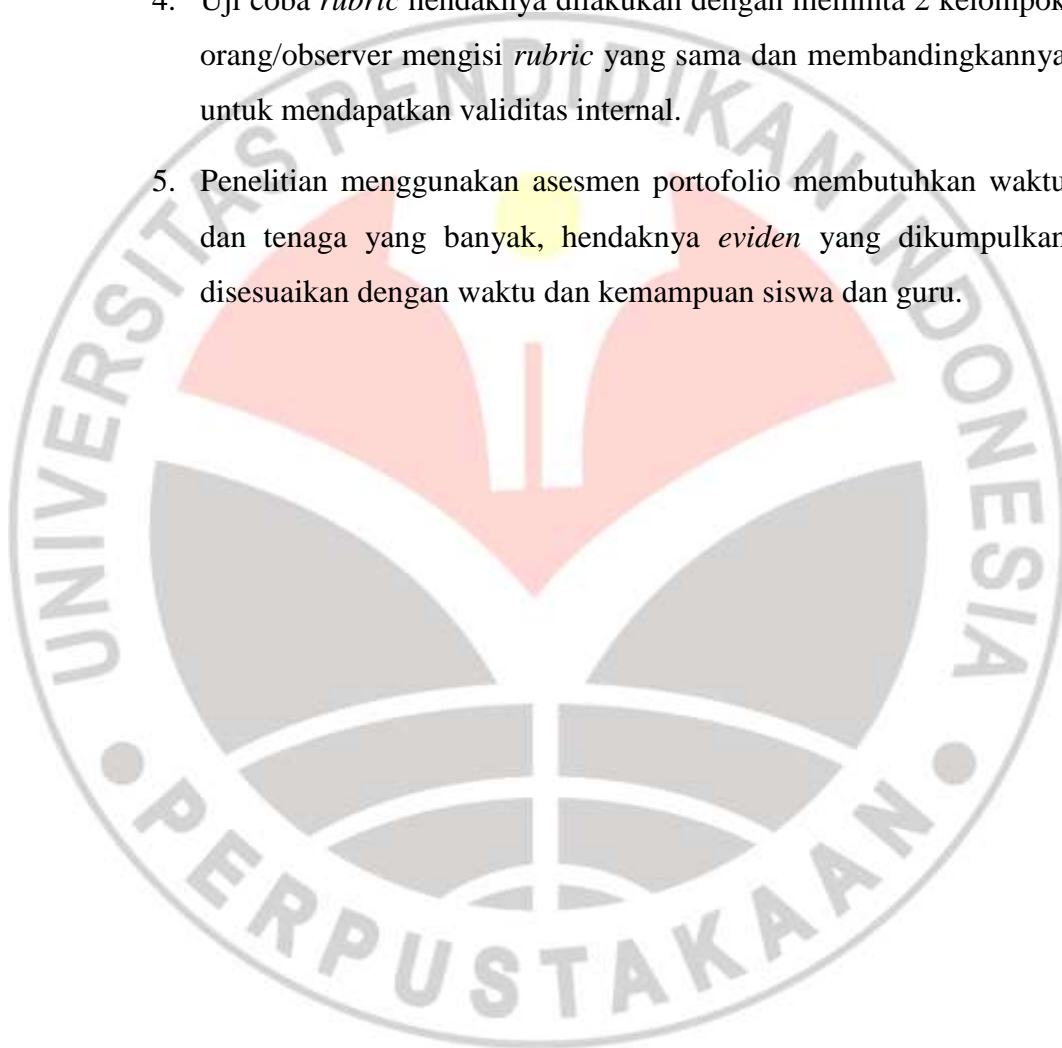 4. Uji coba rubric hendaknya dilakukan dengan meminta 2 kelompok
orang/observer mengisi rubric yang sama dan membandingkannya
untuk mendapatkan validitas internal.
5. Penelitian menggunakan asesmen portofolio membutuhkan waktu
dan tenaga yang banyak, hendaknya eviden yang dikumpulkan
disesuaikan dengan waktu dan kemampuan siswa dan guru.
UNIVERSITAS PENDIDIKAN INDONESIA
PERPUSTAKAAN